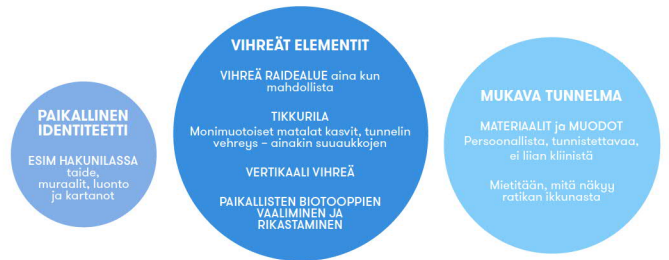 PAIKALLINEN
IDENTITEETTI
ESIM HAKUNILASSA
taide,
muraalit, luonto
ja kartanot
VIHREÄT ELEMENTIT
VIHREÄ RAIDEALUE aina kun
mahdollista
TIKKURILA
Monimuotoiset matalat kasvit, tunnelin
vehreys – ainakin suuaukkojen
VERTIKAALI VIHREÄ
PAIKALLISTEN BIOTOOPPIEN
VAALIMINEN JA
RIKASTAMINEN
MUKAVA TUNNELMA
MATERIAALIT ja MUODOT
Persoonallista, tunnistettavaa,
ei liian kliinistä
Mietitään, mitä näkyy
ratikan ikkunasta